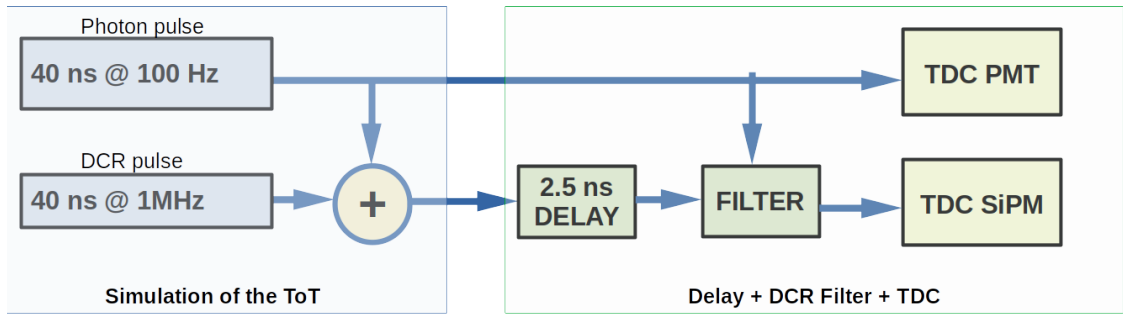 Photon pulse
40 ns @ 100 Hz
TDC PMT
DCR pulse
40 ns @ 1MHz
+
2.5 ns
DELAY
FILTER
TDC SiPM
Simulation of the ToT
Delay + DCR Filter + TDC